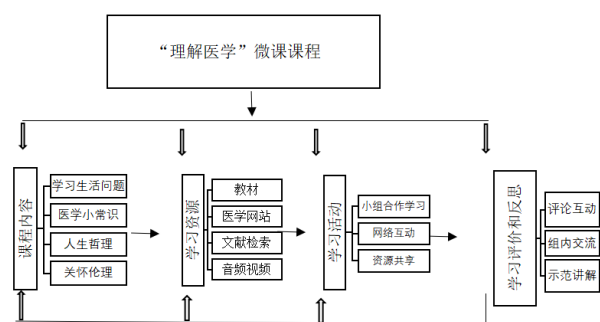 “理解医学”微课课程
课程内容
学习生活问题
医学小常识
人生哲理
关怀伦理
学习资源
教材
医学网站
文献检索
音频视频
学习活动
小组合作学习
网络互动
资源共享
学习评价和反思
评论互动
组内交流
示范讲解